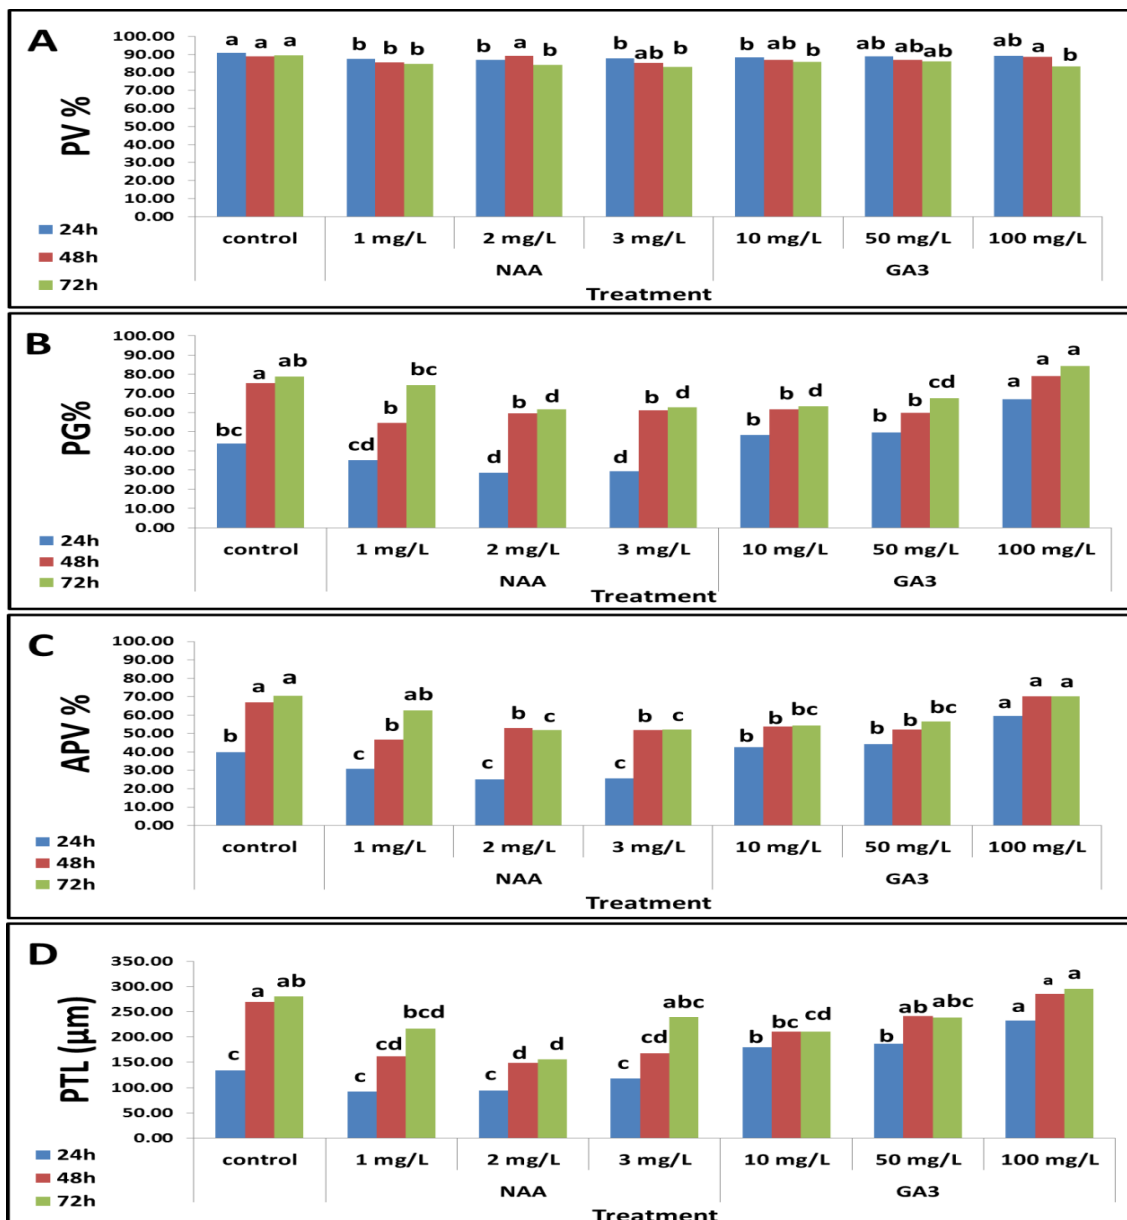 A
PV %
100.00
90.00
80.00
70.00
60.00
50.00
40.00
30.00
20.00
10.00
0.00
a a a b b b b a b b ab b b ab b ab ab ab ab a b
24h
48h
72h
control 1 mg/L 2 mg/L 3 mg/L 10 mg/L 50 mg/L 100 mg/L
NAA GA3
Treatment
B
PG%
100.00
90.00
80.00
70.00
60.00
50.00
40.00
30.00
20.00
10.00
0.00
bc a ab cd b bc d b d d b d b b d b b cd a a a
24h
48h
72h
control 1 mg/L 2 mg/L 3 mg/L 10 mg/L 50 mg/L 100 mg/L
NAA GA3
Treatment
C
APV %
100.00
90.00
80.00
70.00
60.00
50.00
40.00
30.00
20.00
10.00
0.00
b a a c b ab c b c c b c b b bc b b bc a a a
24h
48h
72h
control 1 mg/L 2 mg/L 3 mg/L 10 mg/L 50 mg/L 100 mg/L
NAA GA3
Treatment
D
PTL (µm)
350.00
300.00
250.00
200.00
150.00
100.00
50.00
0.00
c a ab c cd bcd c d d c cd abc b bc cd b ab abc a a a
24h
48h
72h
control 1 mg/L 2 mg/L 3 mg/L 10 mg/L 50 mg/L 100 mg/L
NAA GA3
Treatment